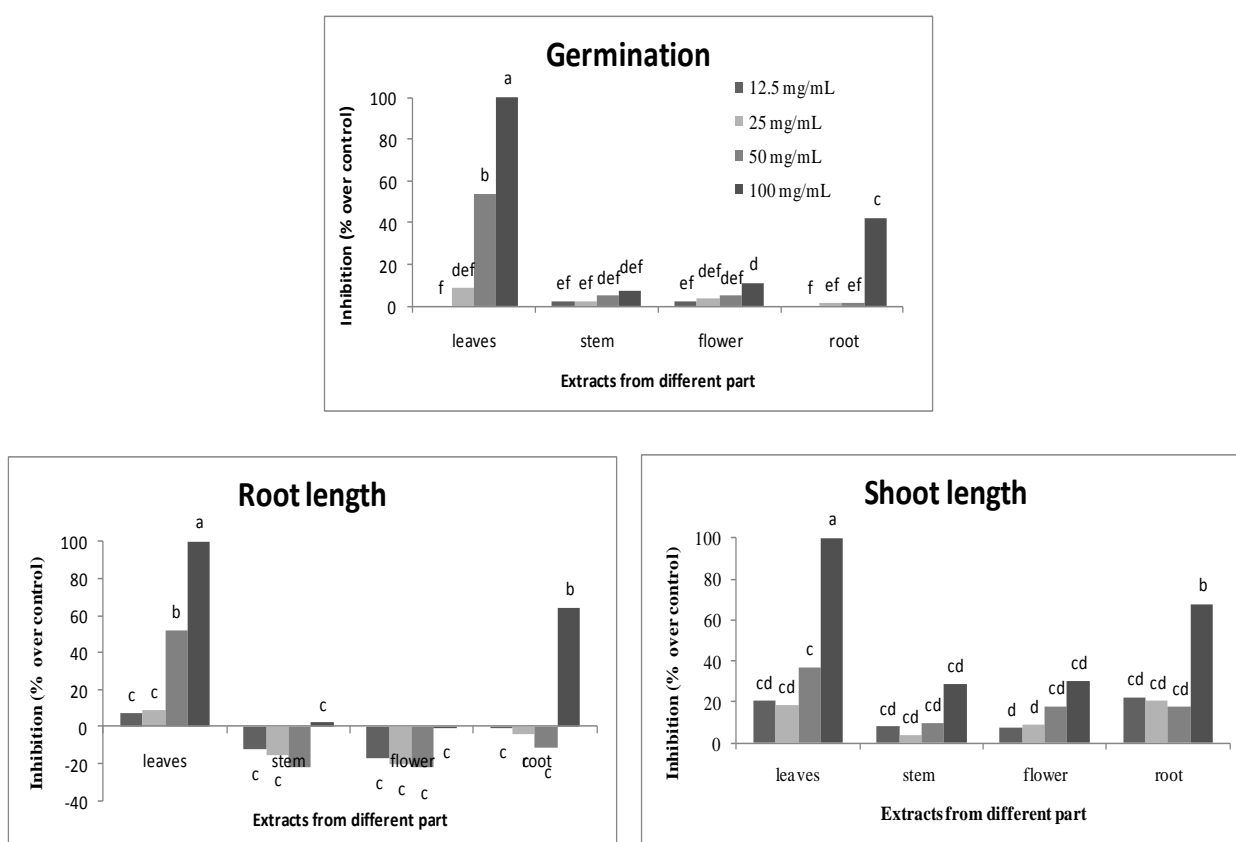 Germination
Inhibition (% over control)
100
80
60
40
20
0
f def b a
ef ef def def
ef def def d
f ef ef c
12.5 mg/mL
25 mg/mL
50 mg/mL
100 mg/mL
leaves stem flower root
Extracts from different part
Root length
Inhibition (% over control)
100
80
60
40
20
0
-20
-40
c c b a
c c c
c c c c
c c c b
leaves stem flower root
Extracts from different part
Shoot length
Inhibition (% over control)
100
80
60
40
20
0
cd cd c a
cd cd cd cd
d d cd cd
cd cd cd b
leaves stem flower root
Extracts from different part